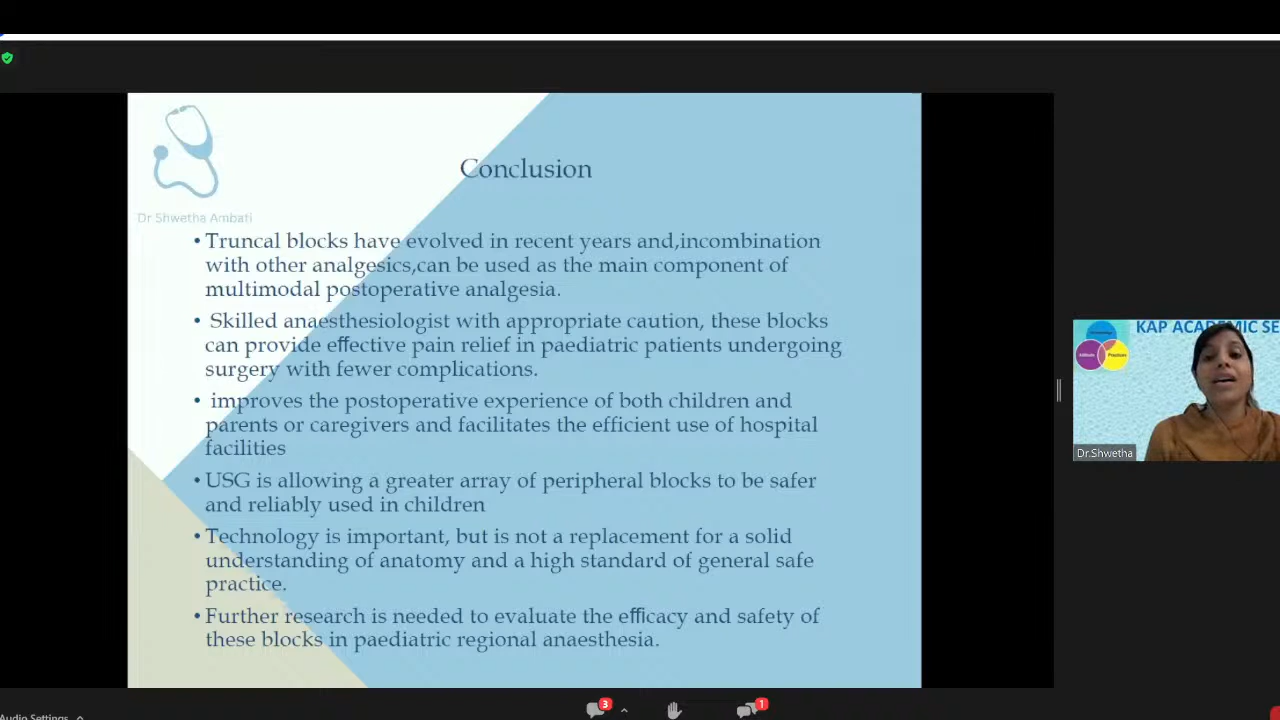 Conclusion
Dr Shwetha Ambati
• Truncal blocks have evolved in recent years and,incombination
with other analgesics,can be used as the main component of
multimodal postoperative analgesia.
• Skilled anaesthesiologist with appropriate caution, these blocks
can provide effective pain relief in paediatric patients undergoing
surgery with fewer complications.
• improves the postoperative experience of both children and
parents or caregivers and facilitates the efficient use of hospital
facilities
• USG is allowing a greater array of peripheral blocks to be safer
and reliably used in children
• Technology is important, but is not a replacement for a solid
understanding of anatomy and a high standard of general safe
practice.
• Further research is needed to evaluate the efficacy and safety of
these blocks in paediatric regional anaesthesia.
KAP ACADEMIC SE
Attitude
Practices
Dr.Shwetha
Audio Settings
3
1